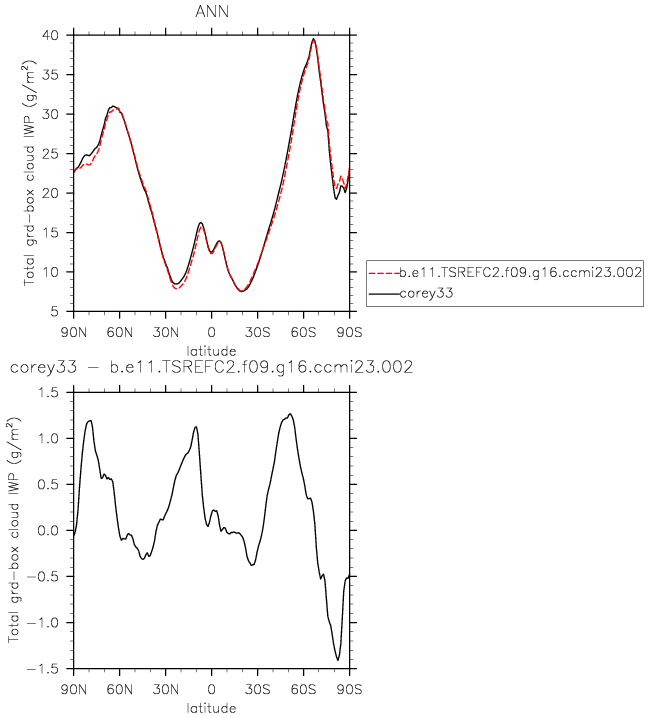 ANN
Total grd-box cloud IWP (g/m²)
40
35
30
25
20
15
10
5
90N 60N 30N 0 30S 60S 90S
latitude
b.e11.TSREFC2.f09.g16.ccmi23.002
corey33
corey33 - b.e11.TSREFC2.f09.g16.ccmi23.002
Total grd-box cloud IWP (g/m²)
1.5
1.0
0.5
0.0
-0.5
-1.0
-1.5
90N 60N 30N 0 30S 60S 90S
latitude